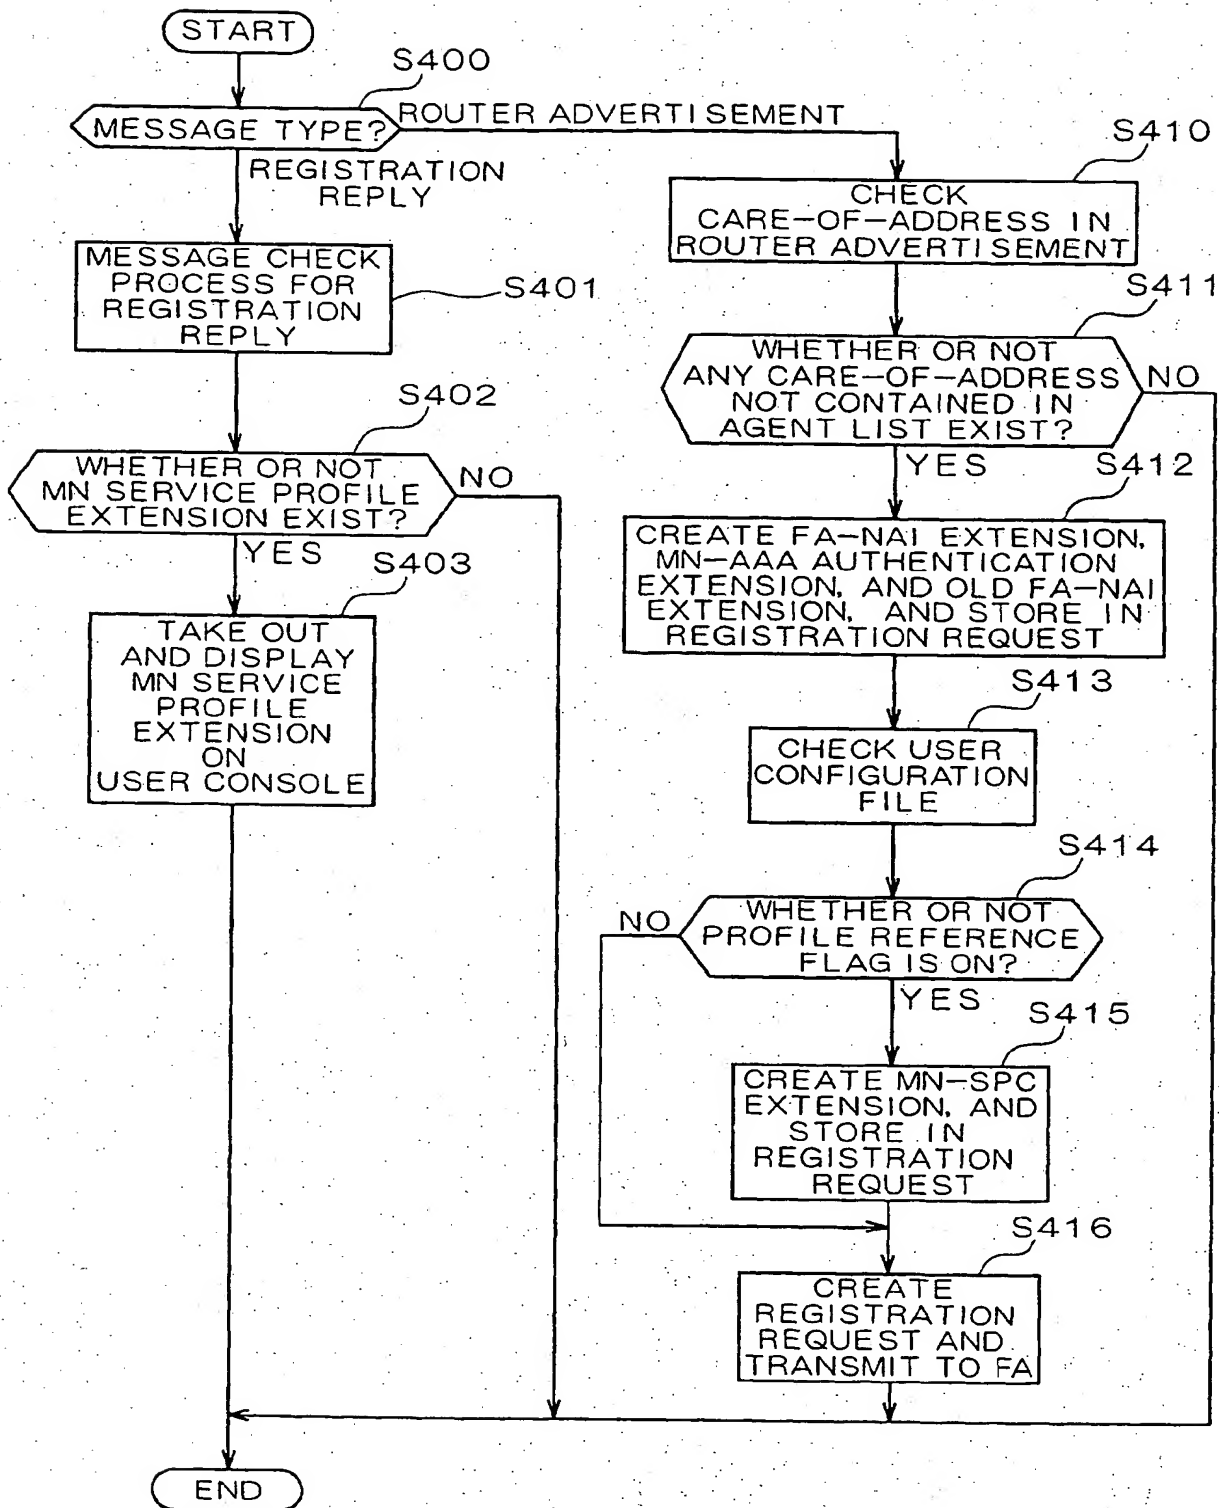 START
S400
MESSAGE TYPE?
ROUTER ADVERTISEMENT
REGISTRATION
REPLY
MESSAGE CHECK
PROCESS FOR
REGISTRATION
REPLY
S401
S402
WHETHER OR NOT
MN SERVICE PROFILE
EXTENSION EXIST?
NO
YES
S403
TAKE OUT
AND DISPLAY
MN SERVICE
PROFILE
EXTENSION
ON
USER CONSOLE
S410
CHECK
CARE-OF-ADDRESS IN
ROUTER ADVERTISEMENT
S411
WHETHER OR NOT
ANY CARE-OF-ADDRESS
NOT CONTAINED IN
AGENT LIST EXIST?
NO
YES
S412
CREATE FA-NAI EXTENSION,
MN-AAA AUTHENTICATION
EXTENSION, AND OLD FA-NAI
EXTENSION, AND STORE IN
REGISTRATION REQUEST
S413
CHECK USER
CONFIGURATION
FILE
S414
WHETHER OR NOT
PROFILE REFERENCE
FLAG IS ON?
NO
YES
S415
CREATE MN-SPC
EXTENSION, AND
STORE IN
REGISTRATION
REQUEST
S416
CREATE
REGISTRATION
REQUEST AND
TRANSMIT TO FA
END